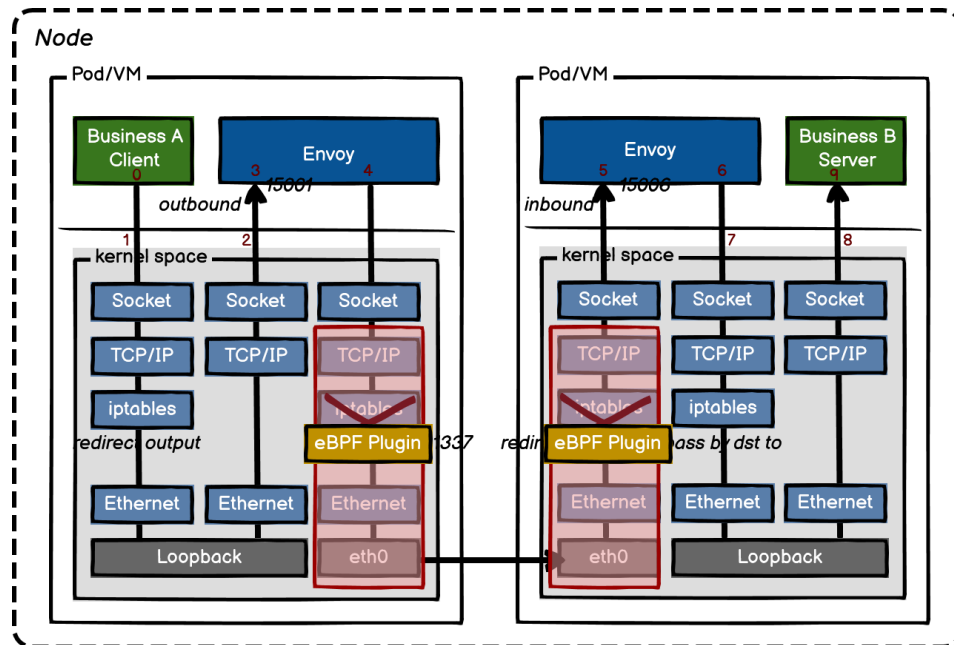 Node
Pod/VM
Business A
Client
0
Envoy
3
15001
4
outbound
1
2
kernel space
Socket
Socket
Socket
TCP/IP
TCP/IP
TCP/IP
iptables
iptables
redirect output
eBPF Plugin
1337
Ethernet
Ethernet
Ethernet
Loopback
eth0
Pod/VM
Envoy
5
15006
6
Business B
Server
9
inbound
7
8
kernel space
Socket
Socket
Socket
TCP/IP
TCP/IP
TCP/IP
iptables
iptables
eBPF Plugin
by dst to
Ethernet
Ethernet
Ethernet
eth0
Loopback